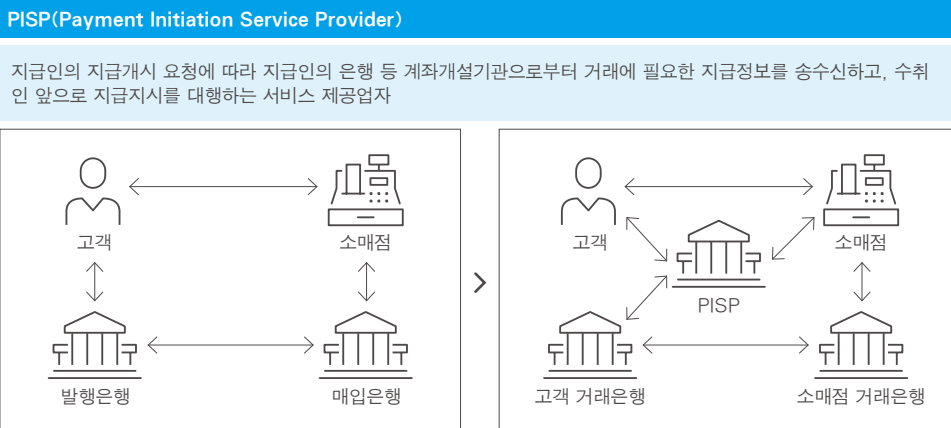 PISP(Payment Initiation Service Provider)
지급인의 지급개시 요청에 따라 지급인의 은행 등 계좌개설기관으로부터 거래에 필요한 지급정보를 송수신하고, 수취
인 앞으로 지급지시를 대행하는 서비스 제공업자
고객
소매점
발행은행
매입은행
고객
소매점
PISP
고객 거래은행
소매점 거래은행